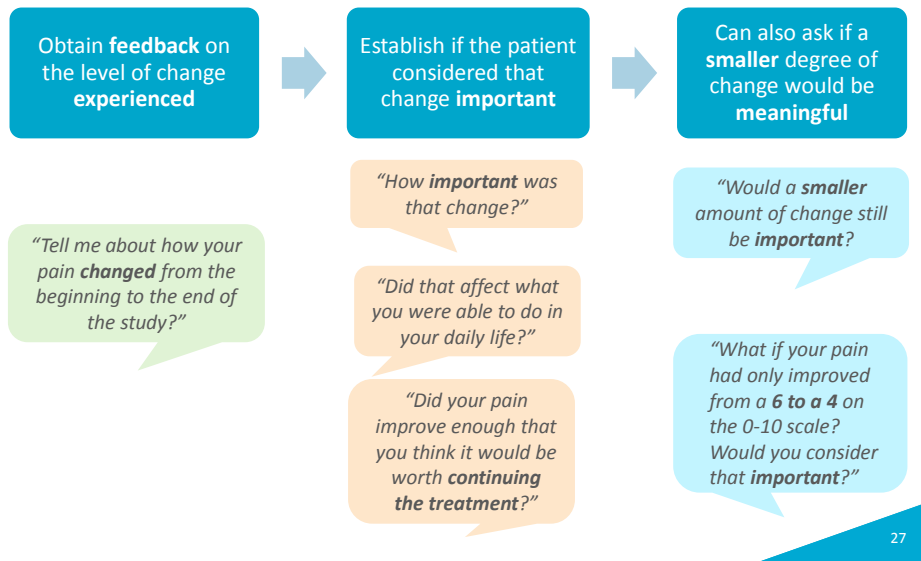 Obtain feedback on
the level of change
experienced
Establish if the patient
considered that
change important
Can also ask if a
smaller degree of
change would be
meaningful
“Tell me about how your
pain changed from the
beginning to the end of
the study?”
“How important was
that change?”
“Did that affect what
you were able to do in
your daily life?”
“Did your pain
improve enough that
you think it would be
worth continuing
the treatment?”
“Would a smaller
amount of change still
be important?
“What if your pain
had only improved
from a 6 to a 4 on
the 0-10 scale?
Would you consider
that important?”
27